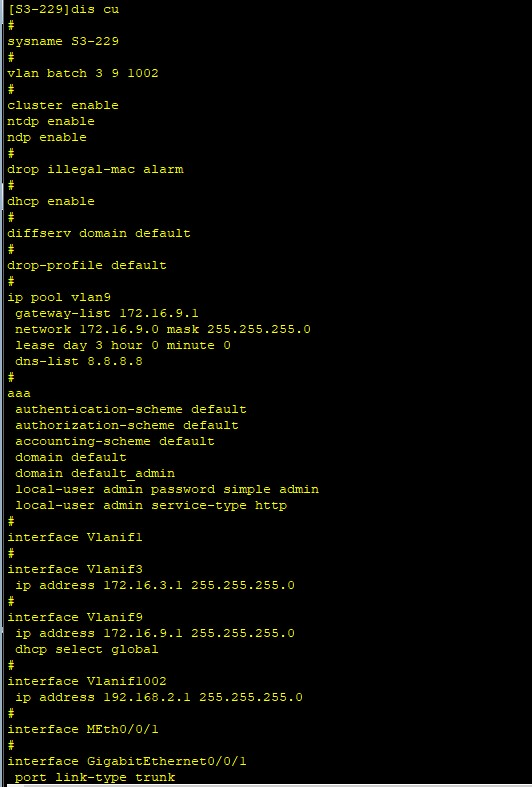 [S3-229]dis cu
#
sysname S3-229
#
vlan batch 3 9 1002
#
cluster enable
ntdp enable
ndp enable
#
drop illegal-mac alarm
#
dhcp enable
#
diffserv domain default
#
drop-profile default
#
ip pool vlan9
 gateway-list 172.16.9.1
 network 172.16.9.0 mask 255.255.255.0
 lease day 3 hour 0 minute 0
 dns-list 8.8.8.8
#
aaa
 authentication-scheme default
 authorization-scheme default
 accounting-scheme default
 domain default
 domain default_admin
 local-user admin password simple admin
 local-user admin service-type http
#
interface Vlanif1
#
interface Vlanif3
 ip address 172.16.3.1 255.255.255.0
#
interface Vlanif9
 ip address 172.16.9.1 255.255.255.0
 dhcp select global
#
interface Vlanif1002
 ip address 192.168.2.1 255.255.255.0
#
interface MEth0/0/1
#
interface GigabitEthernet0/0/1
 port link-type trunk